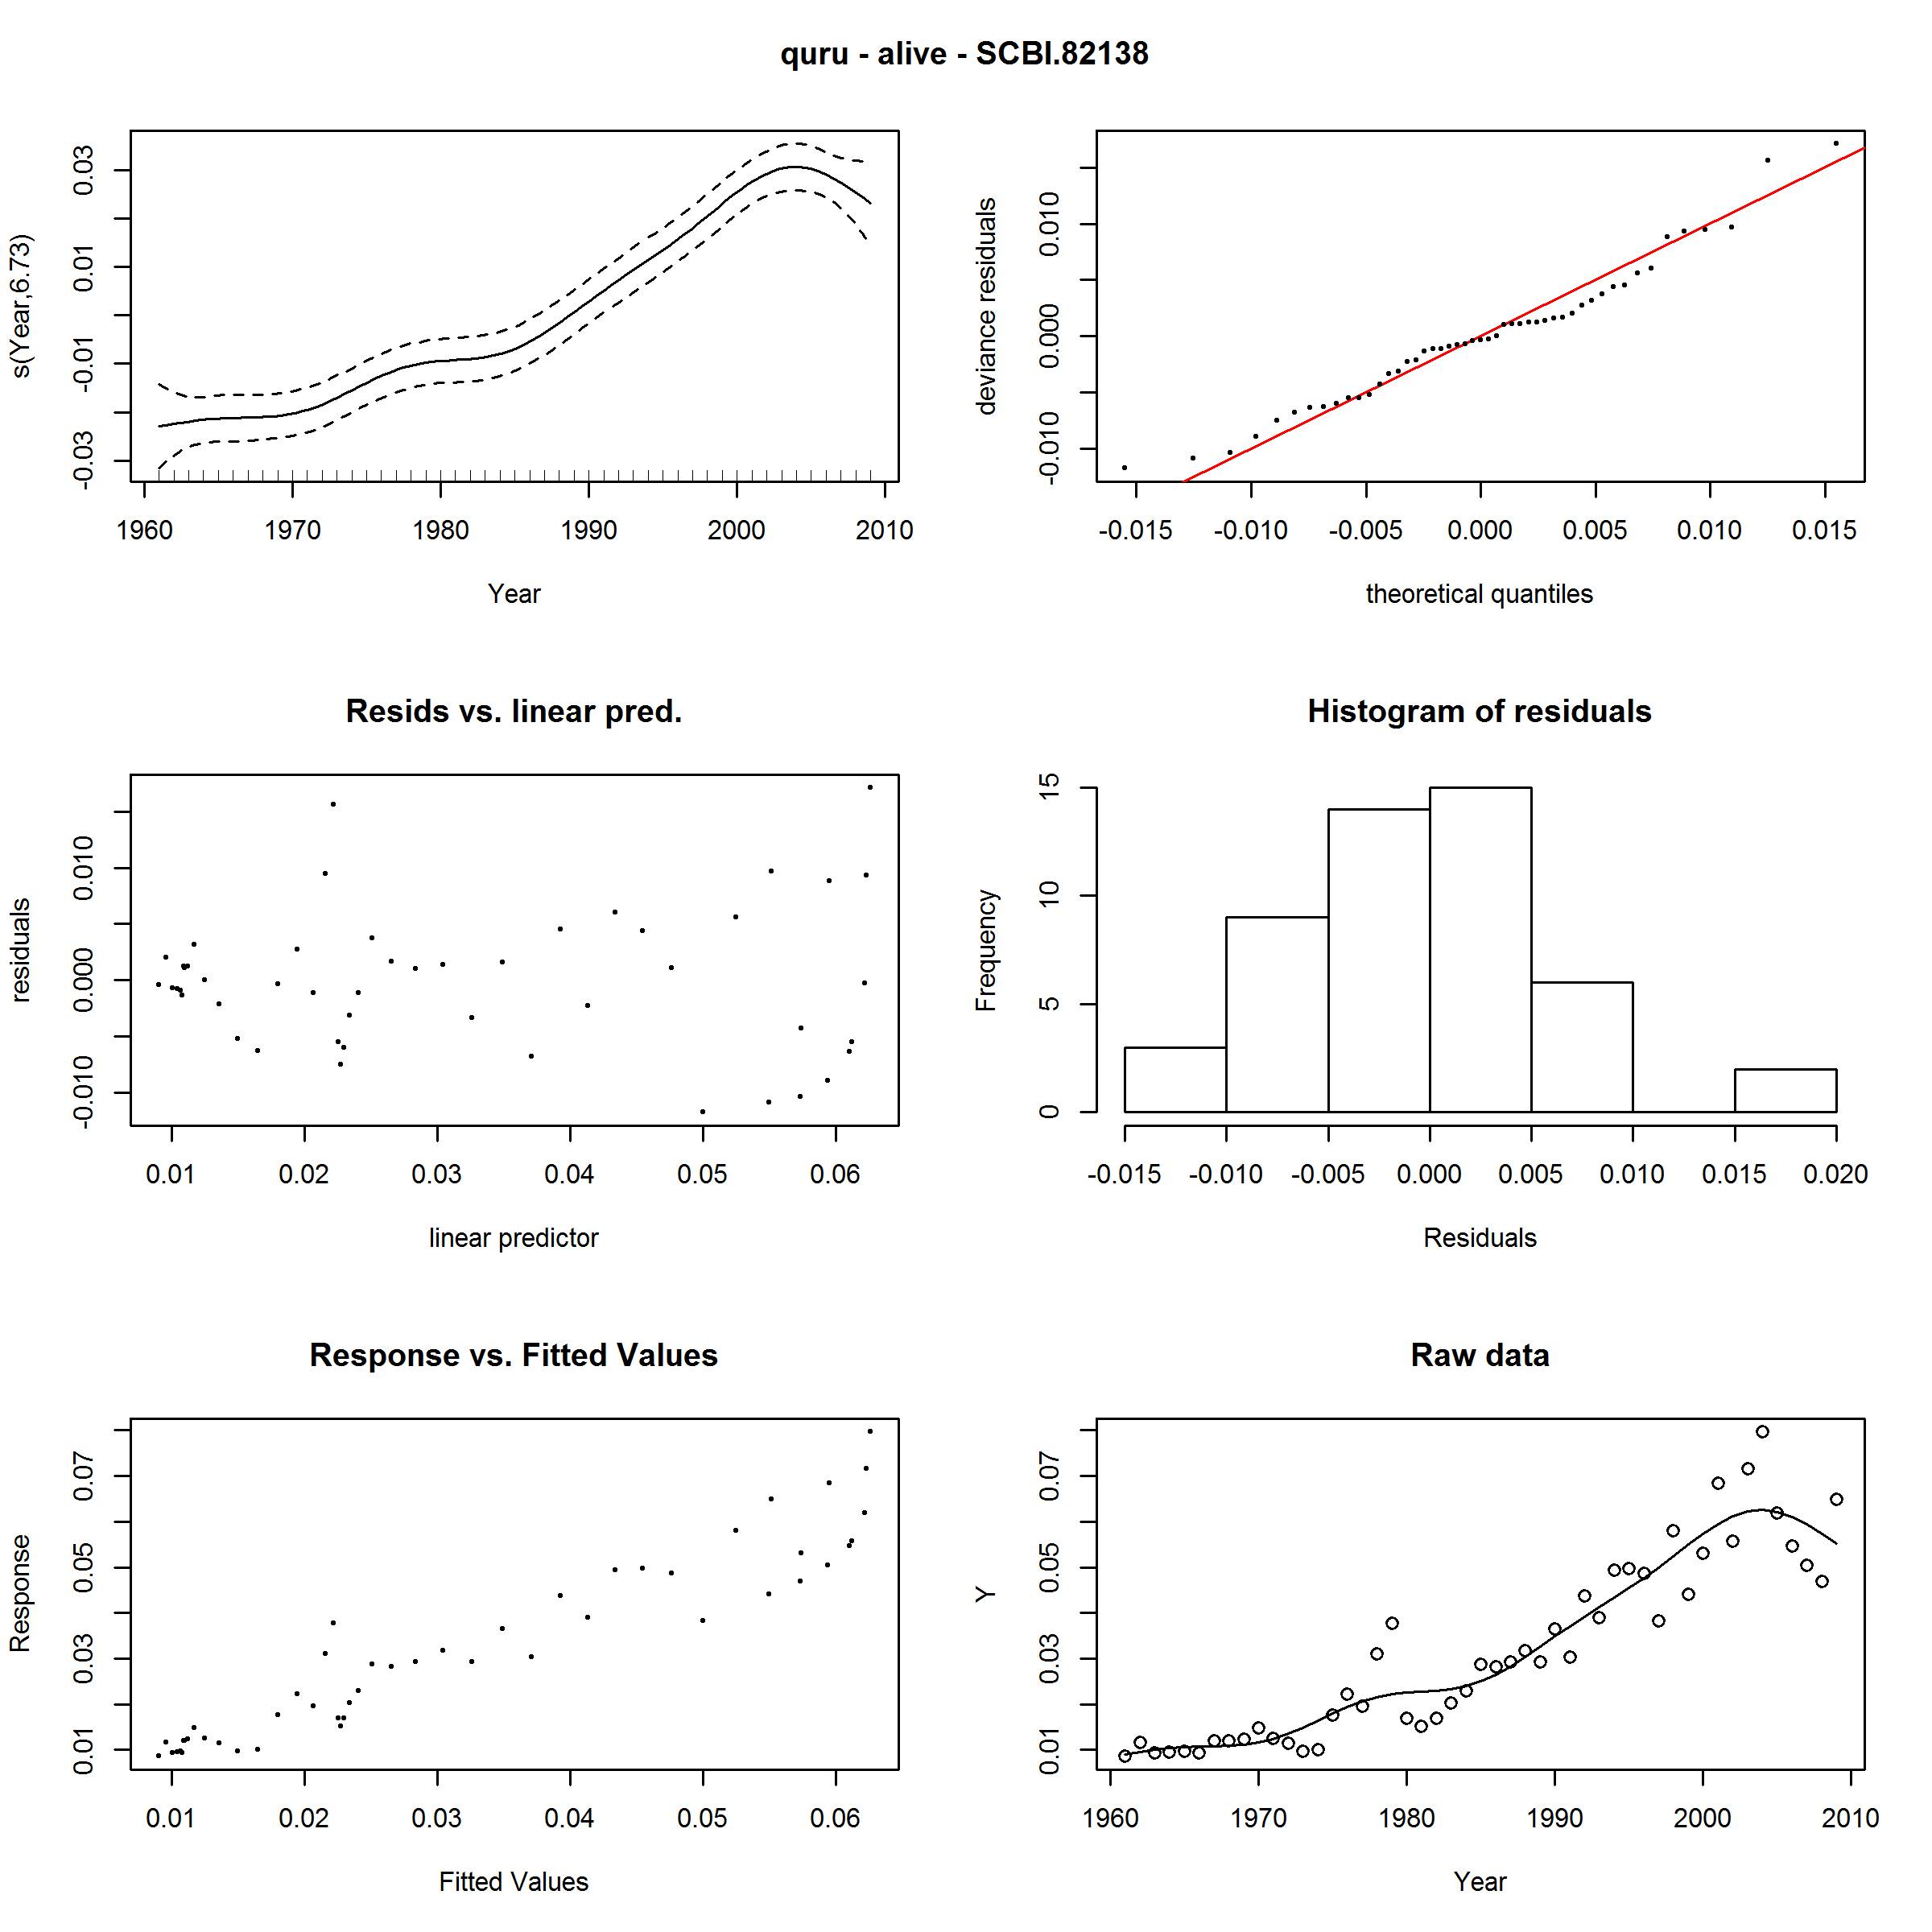 quru - alive - SCBI.82138
s(Year,6.73)
-0.03 -0.01 0.01 0.03
1960 1970 1980 1990 2000 2010
Year
deviance residuals
-0.010 0.000 0.010
-0.015 -0.010 -0.005 0.000 0.005 0.010 0.015
theoretical quantiles
Resids vs. linear pred.
residuals
-0.010 0.000 0.010
0.01 0.02 0.03 0.04 0.05 0.06
linear predictor
Histogram of residuals
Frequency
0 5 10 15
-0.015 -0.010 -0.005 0.000 0.005 0.010 0.015 0.020
Residuals
Response vs. Fitted Values
Response
0.01 0.03 0.05 0.07
0.01 0.02 0.03 0.04 0.05 0.06
Fitted Values
Raw data
Y
0.01 0.03 0.05 0.07
1960 1970 1980 1990 2000 2010
Year